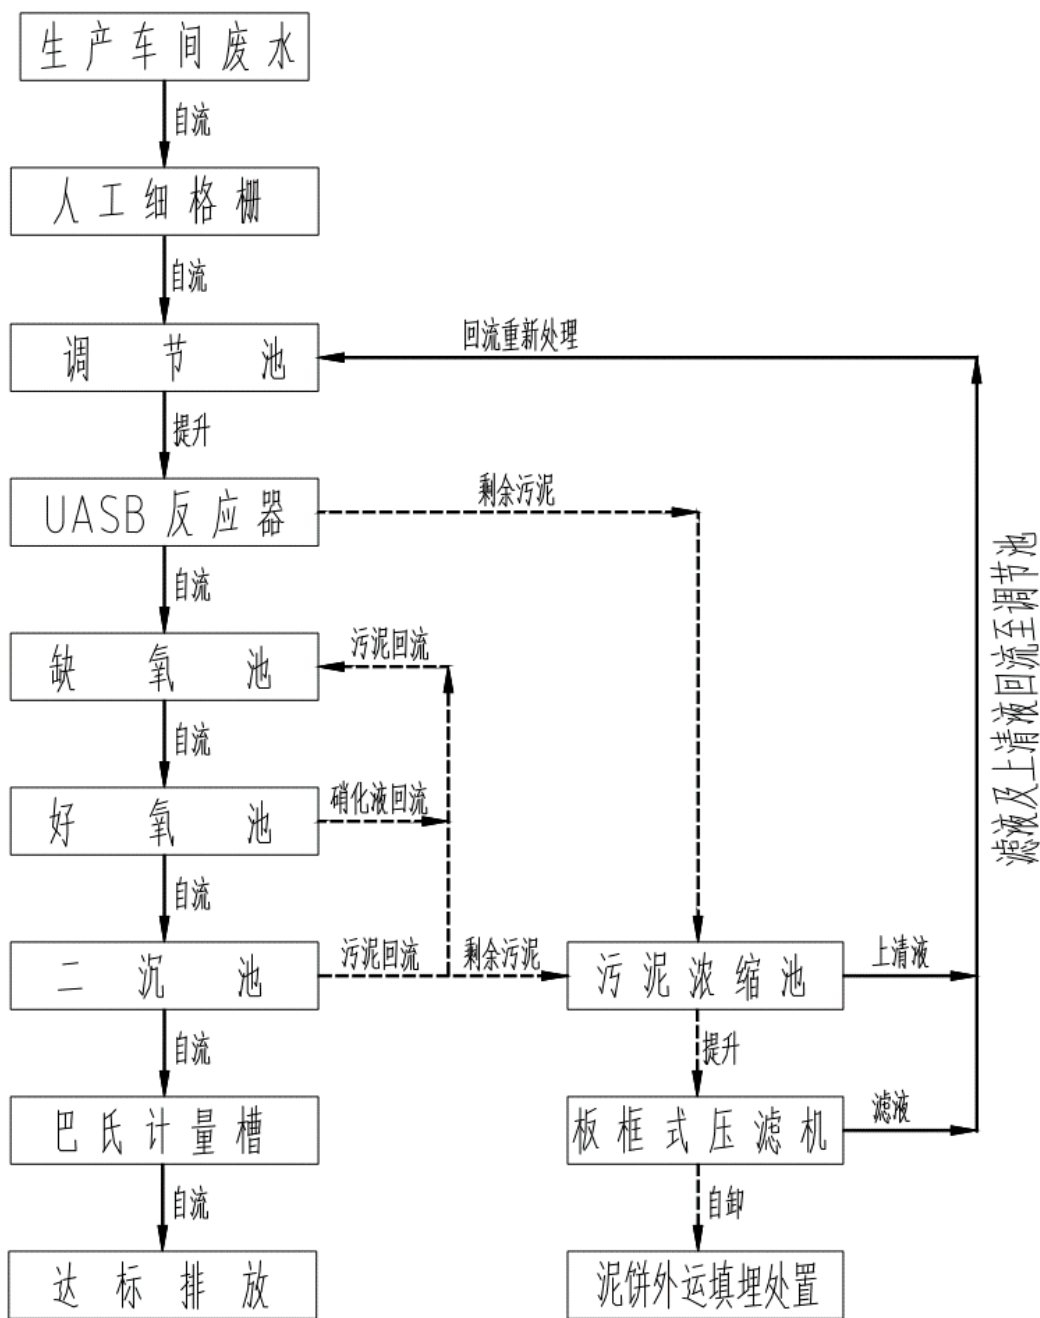 生产车间废水
自流
人工细格栅
自流
回流重新处理
调节池
提升
UASB反应器
剩余污泥
自流
缺氧池
污泥回流
自流
好氧池
硝化液回流
自流
二沉池
污泥回流
剩余污泥
污泥浓缩池
上清液
滤液及上清液回流至调节池
自流
提升
巴氏计量槽
板框式压滤机
滤液
自流
自卸
达标排放
泥饼外运填埋处置